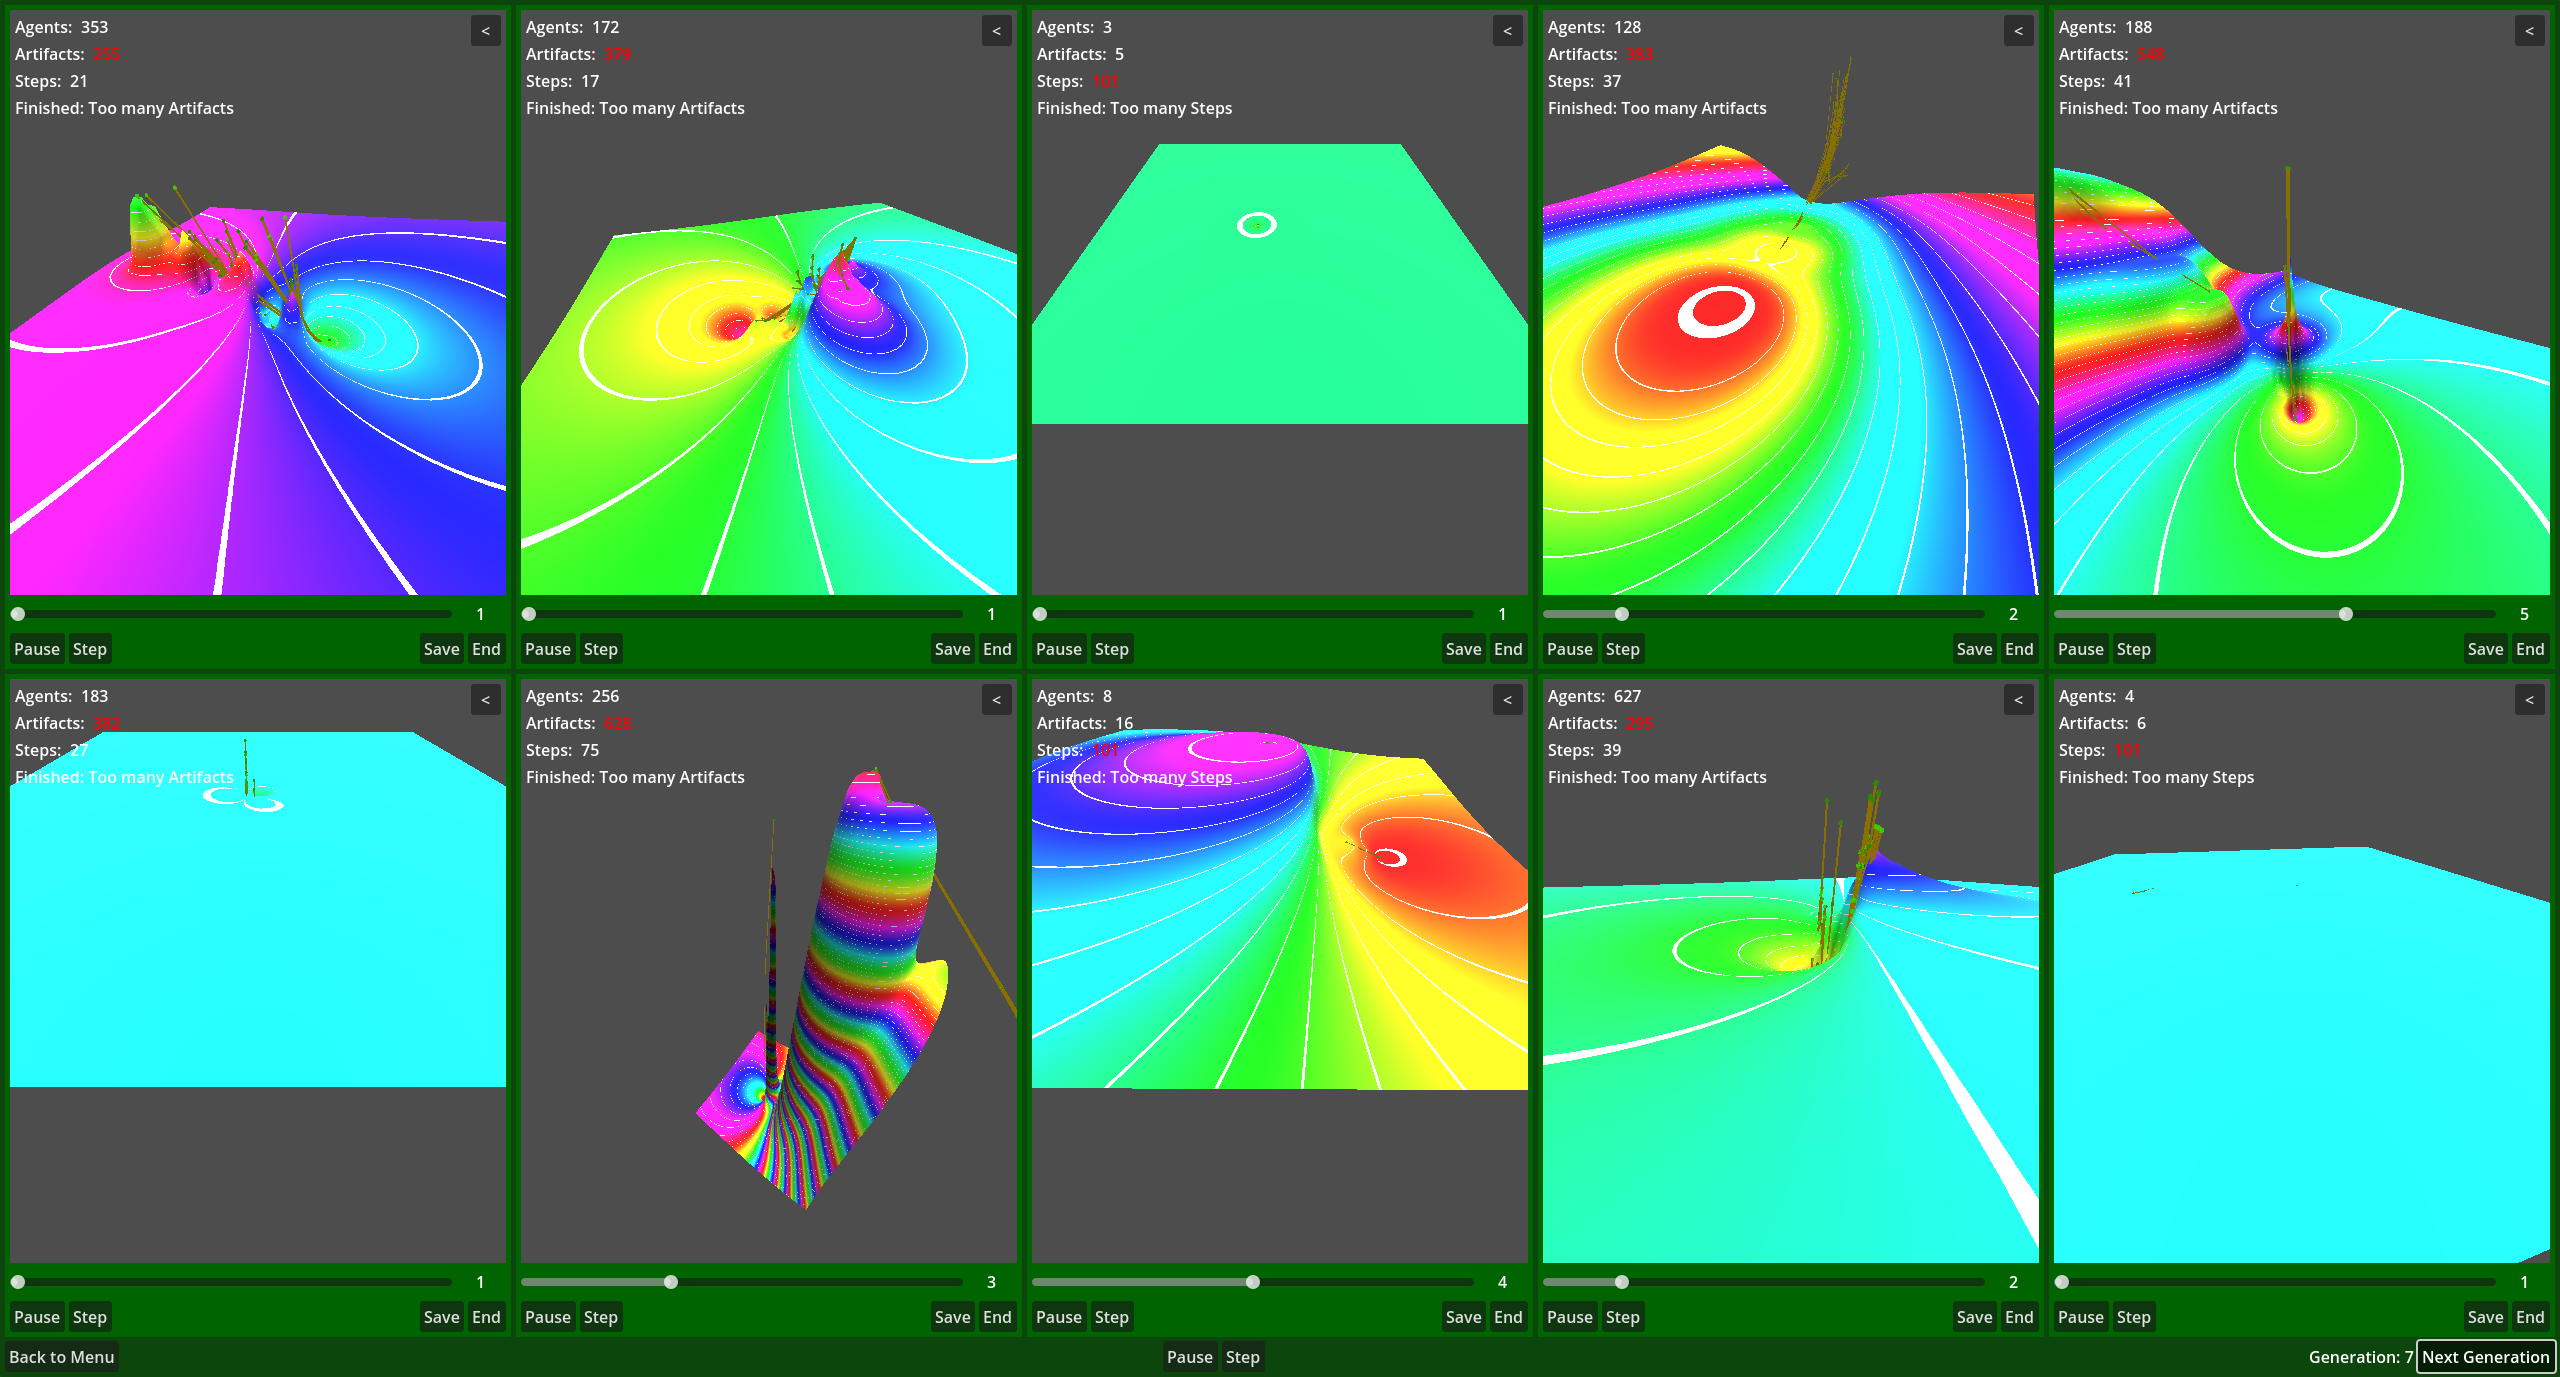 Agents: 353
<
Artifacts: 255
Steps: 21
Finished: Too many Artifacts
1
Pause Step Save End
Agents: 172
<
Artifacts: 379
Steps: 17
Finished: Too many Artifacts
1
Pause Step Save End
Agents: 3
<
Artifacts: 5
Steps: 101
Finished: Too many Steps
1
Pause Step Save End
Agents: 128
<
Artifacts: 383
Steps: 37
Finished: Too many Artifacts
2
Pause Step Save End
Agents: 188
<
Artifacts: 548
Steps: 41
Finished: Too many Artifacts
5
Pause Step Save End
Agents: 183
<
Artifacts: 382
Steps: 27
Finished: Too many Artifacts
1
Pause Step Save End
Agents: 256
<
Artifacts: 628
Steps: 75
Finished: Too many Artifacts
3
Pause Step Save End
Agents: 8
<
Artifacts: 16
Steps: 101
Finished: Too many Steps
4
Pause Step Save End
Agents: 627
<
Artifacts: 295
Steps: 39
Finished: Too many Artifacts
2
Pause Step Save End
Agents: 4
<
Artifacts: 6
Steps: 101
Finished: Too many Steps
1
Pause Step Save End
Back to Menu Pause Step Generation: 7 Next Generation